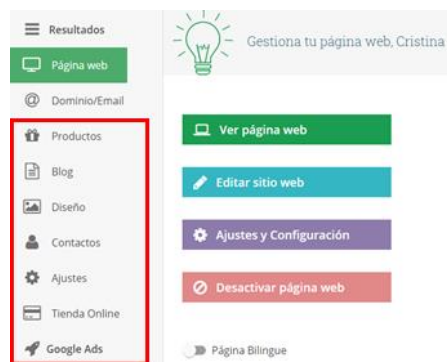 Resultados
Gestiona tu página web, Cristina
Página web
@ Dominio/Email
Productos
Blog
Diseño
Contactos
Ajustes
Tienda Online
Google Ads
Ver página web
Editar sitio web
Ajustes y Configuración
Desactivar página web
Página Bilingue